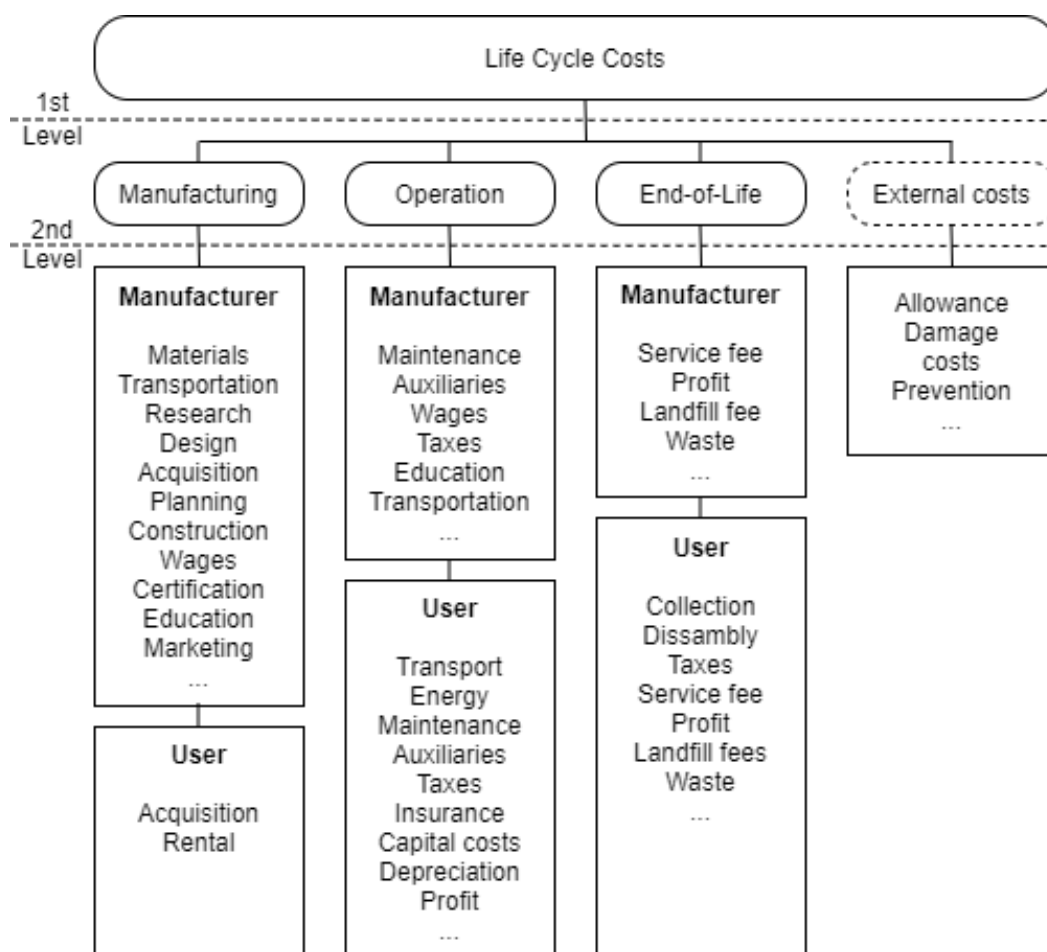 Life Cycle Costs
1st
Level
Manufacturing
Operation
End-of-Life
External costs
2nd
Level
Manufacturer
Materials
Transportation
Research
Design
Acquisition
Planning
Construction
Wages
Certification
Education
Marketing
...
User
Acquisition
Rental
Manufacturer
Maintenance
Auxiliaries
Wages
Taxes
Education
Transportation
...
User
Transport
Energy
Maintenance
Auxiliaries
Taxes
Insurance
Capital costs
Depreciation
Profit
...
Manufacturer
Service fee
Profit
Landfill fee
Waste
...
User
Collection
Dissambly
Taxes
Service fee
Profit
Landfill fees
Waste
...
Allowance
Damage
costs
Prevention
...